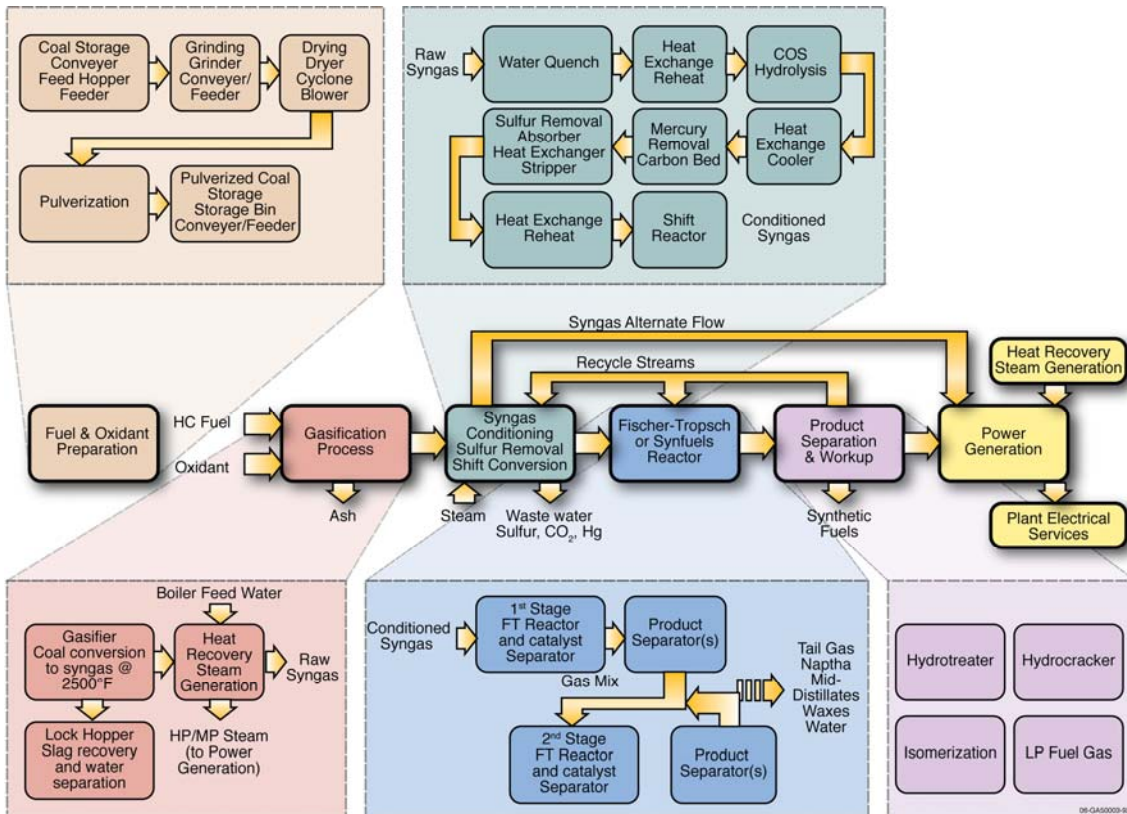 Coal Storage
Conveyer
Feed Hopper
Feeder
Grinding
Grinder
Conveyer/
Feeder
Drying
Dryer
Cyclone
Blower
Pulverization
Pulverized Coal
Storage
Storage Bin
Conveyer/Feeder
Raw
Syngas
Water Quench
Heat
Exchange
Reheat
COS
Hydrolysis
Sulfur Removal
Absorber
Heat Exchanger
Stripper
Mercury
Removal
Carbon Bed
Heat
Exchange
Cooler
Heat Exchange
Reheat
Shift
Reactor
Conditioned
Syngas
Syngas Alternate Flow
Recycle Streams
Heat Recovery
Steam Generation
Fuel & Oxidant
Preparation
HC Fuel
Oxidant
Gasification
Process
Syngas
Conditioning
Sulfur Removal
Shift Conversion
Fischer-Tropsch
or Synfuels
Reactor
Product
Separation
& Workup
Power
Generation
Ash
Steam
Waste water
Sulfur, CO2, Hg
Synthetic
Fuels
Plant Electrical
Services
Boiler Feed Water
Gasifier
Coal conversion
to syngas @
2500°F
Heat
Recovery
Steam
Generation
Raw
Syngas
Lock Hopper
Slag recovery
and water
separation
HP/MP Steam
(to Power
Generation)
Conditioned
Syngas
1st Stage
FT Reactor
and catalyst
Separator
Product
Separator(s)
Gas Mix
Tail Gas
Naptha
Mid-
Distillates
Waxes
Water
2nd Stage
FT Reactor
and catalyst
Separator
Product
Separator(s)
Hydrotreater
Hydrocracker
Isomerization
LP Fuel Gas